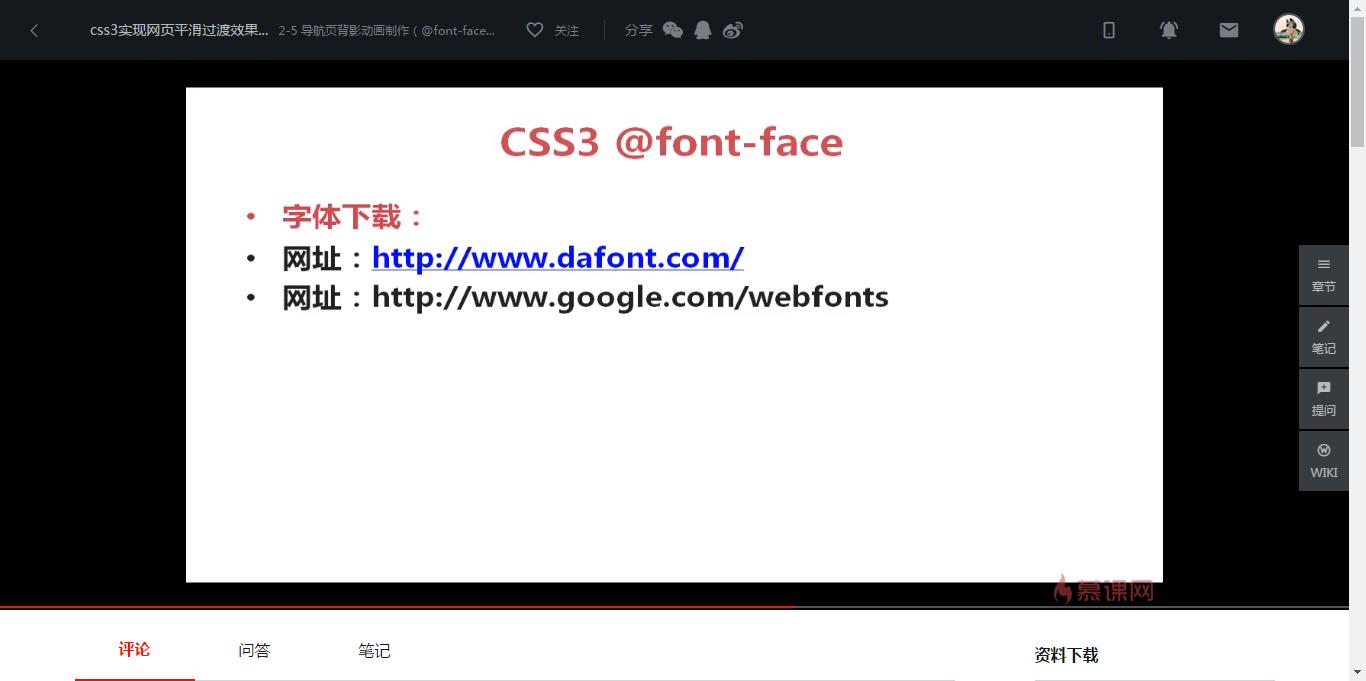 css3实现网页平滑过渡效果... 2-5 导航页背影动画制作（@font-face... 关注 分享
CSS3 @font-face
• 字体下载：
• 网址：http://www.dafont.com/
• 网址：http://www.google.com/webfonts
章节
笔记
提问
WIKI
慕课网
评论 问答 笔记 资料下载